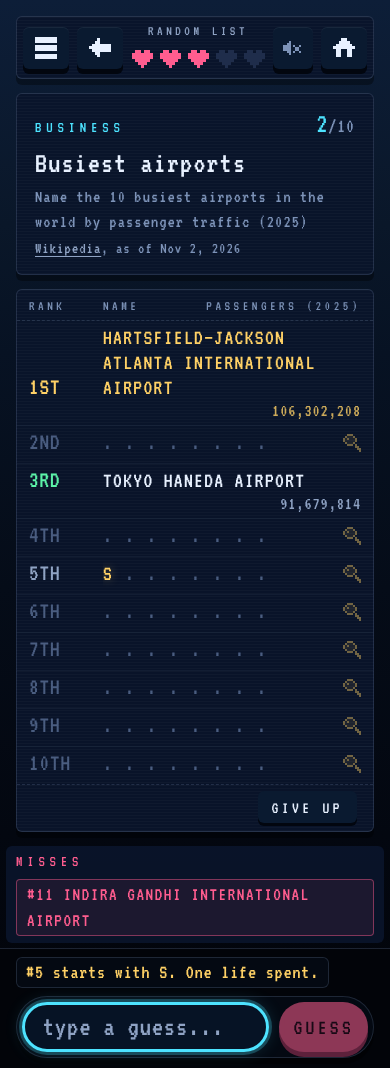 RANDOM LIST
BUSINESS
2/10
Busiest airports
Name the 10 busiest airports in the
world by passenger traffic (2025)
Wikipedia, as of Nov 2, 2026
RANK NAME PASSENGERS (2025)
1ST HARTSFIELD-JACKSON
ATLANTA INTERNATIONAL
AIRPORT
106,302,208
2ND . . . . . . . .
3RD TOKYO HANEDA AIRPORT
91,679,814
4TH . . . . . . . .
5TH S . . . . . . .
6TH . . . . . . . .
7TH . . . . . . . .
8TH . . . . . . . .
9TH . . . . . . . .
10TH . . . . . . . .
GIVE UP
MISSES
#11 INDIRA GANDHI INTERNATIONAL
AIRPORT
#5 starts with S. One life spent.
type a guess...
GUESS